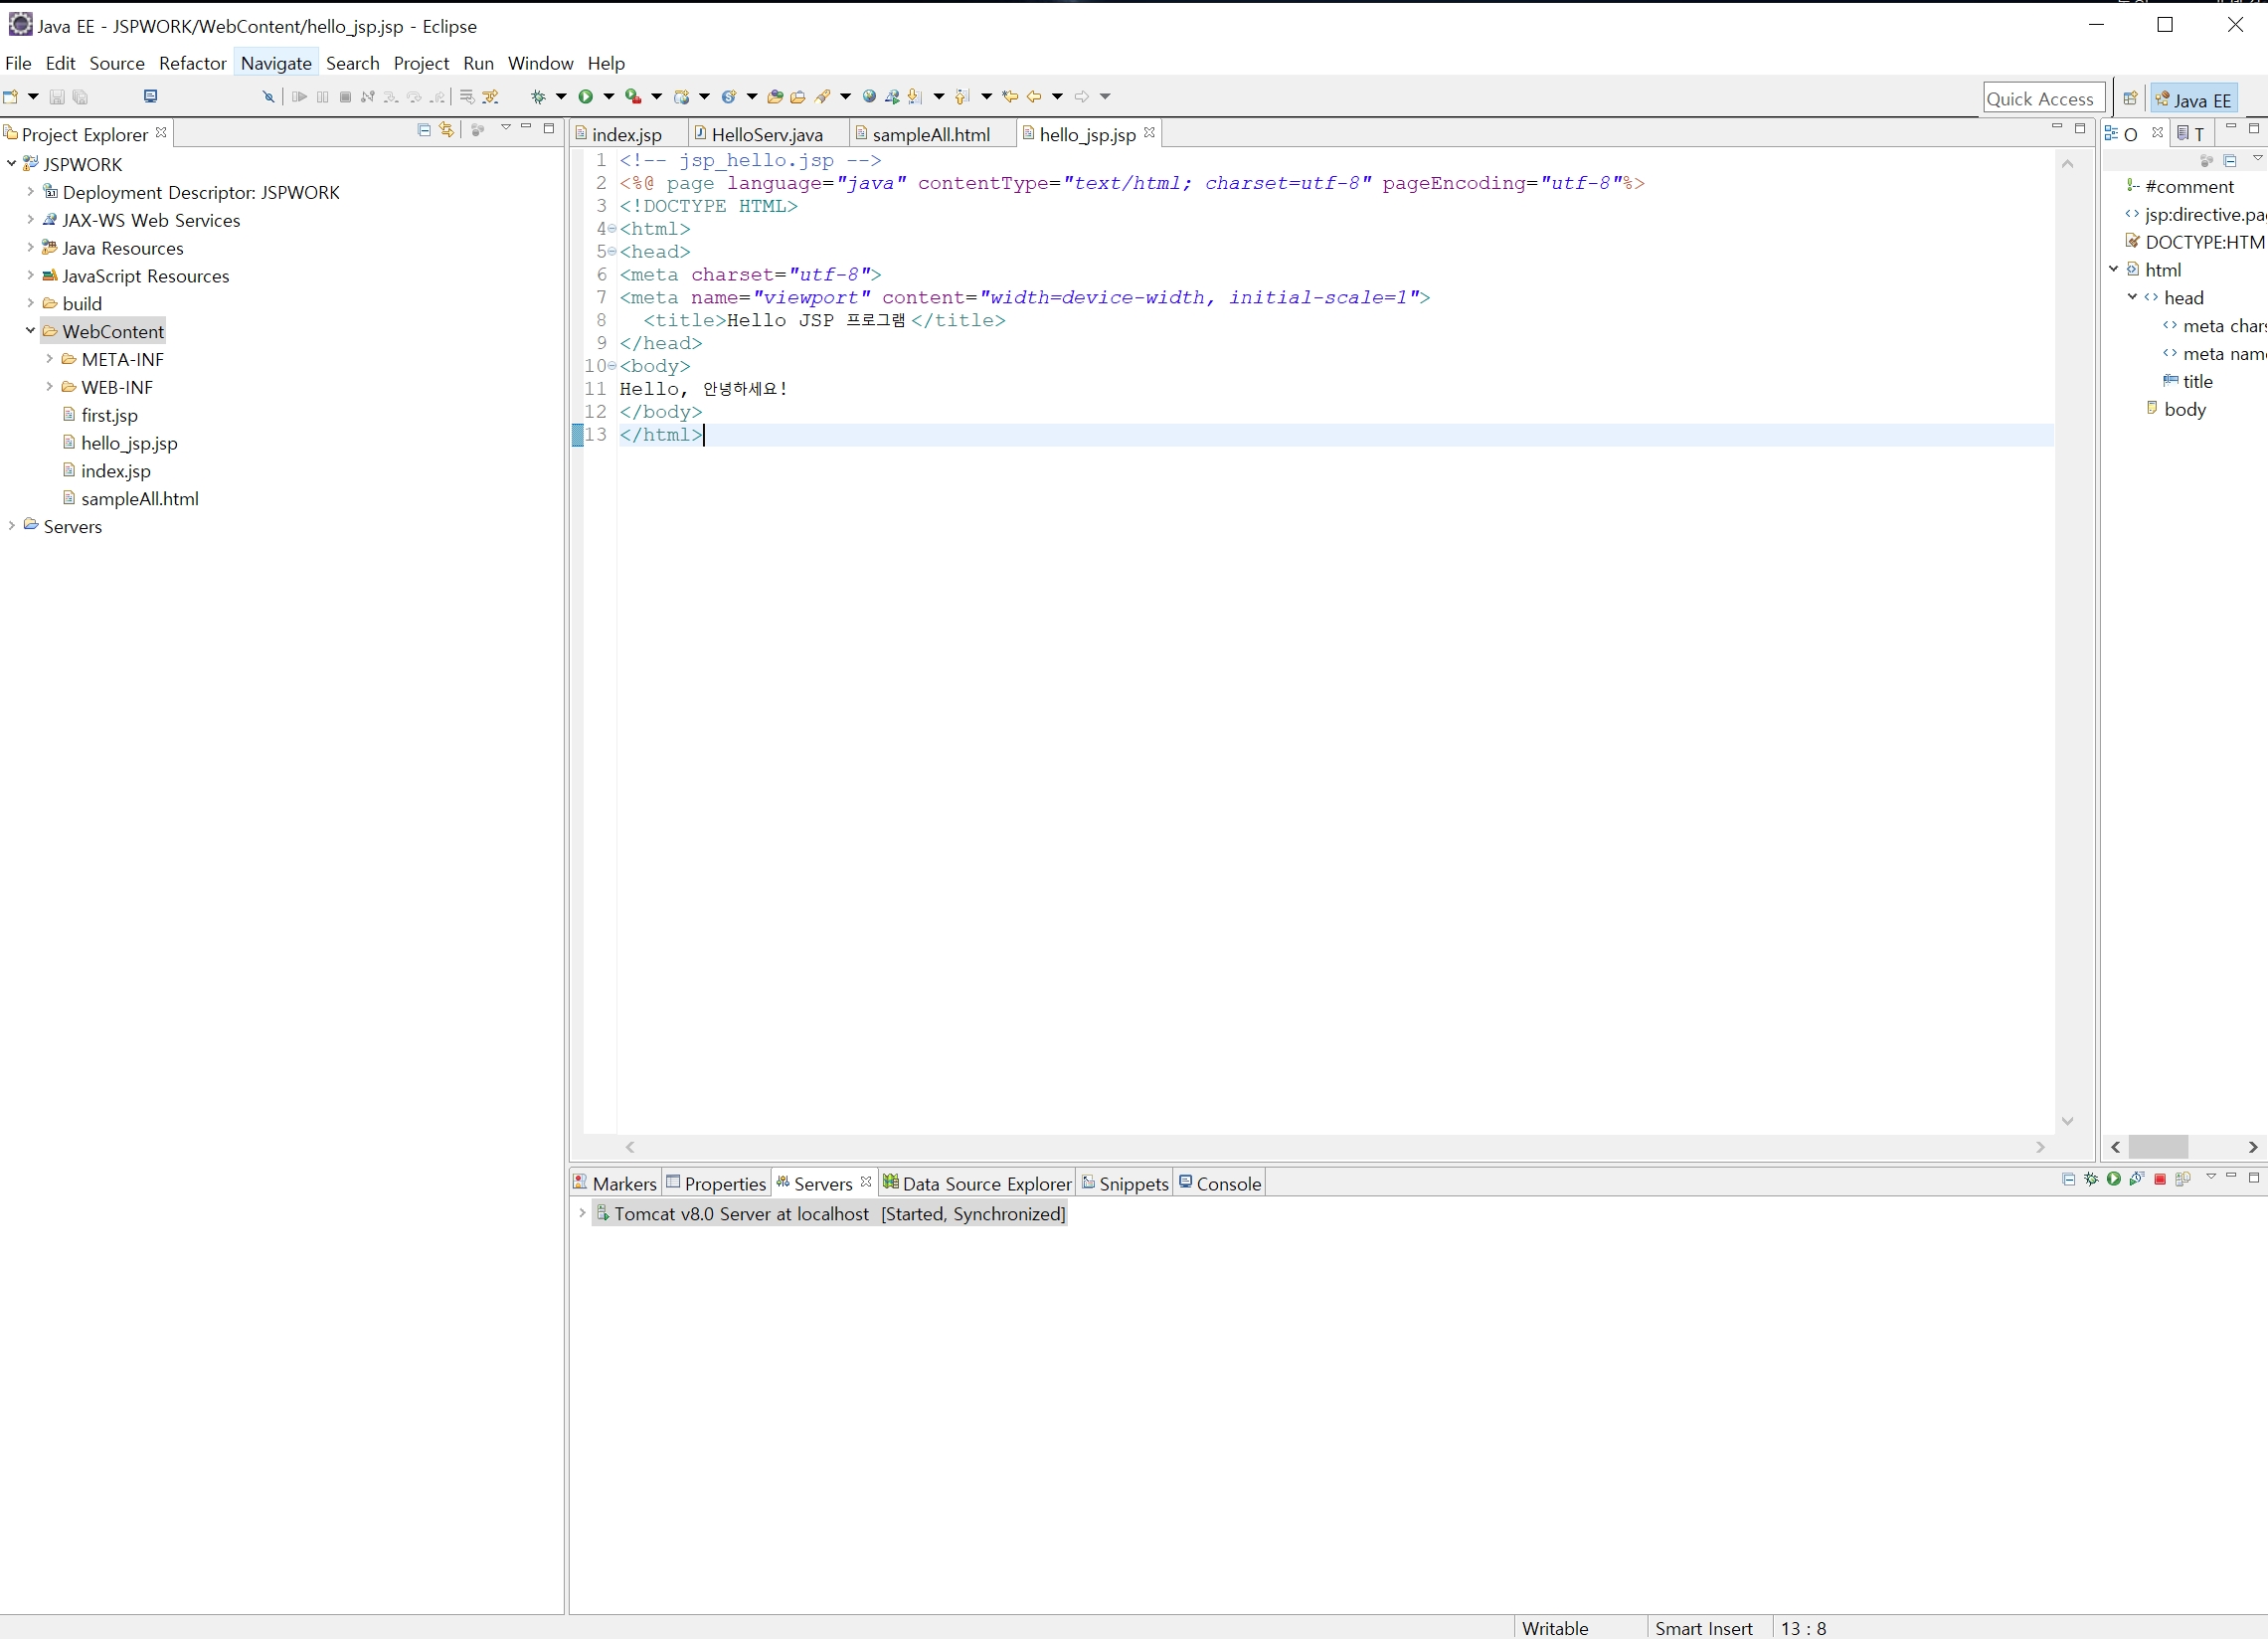 Java EE - JSPWORK/WebContent/hello_jsp.jsp - Eclipse
File Edit Source Refactor Navigate Search Project Run Window Help
Quick Access
Java EE
Project Explorer
JSPWORK
Deployment Descriptor: JSPWORK
JAX-WS Web Services
Java Resources
JavaScript Resources
build
WebContent
META-INF
WEB-INF
first.jsp
hello_jsp.jsp
index.jsp
sampleAll.html
Servers
index.jsp HelloServ.java sampleAll.html hello_jsp.jsp
1 <!-- jsp_hello.jsp -->
2 <%@ page language="java" contentType="text/html; charset=utf-8" pageEncoding="utf-8"%>
3 <!DOCTYPE HTML>
4 <html>
5 <head>
6 <meta charset="utf-8">
7 <meta name="viewport" content="width=device-width, initial-scale=1">
8 <title>Hello JSP 프로그램</title>
9 </head>
10 <body>
11 Hello, 안녕하세요!
12 </body>
13 </html>
O T
#comment
jsp:directive.pa
DOCTYPE:HTM
html
head
meta char
meta nam
title
body
Markers Properties Servers Data Source Explorer Snippets Console
Tomcat v8.0 Server at localhost [Started, Synchronized]
Writable Smart Insert 13 : 8